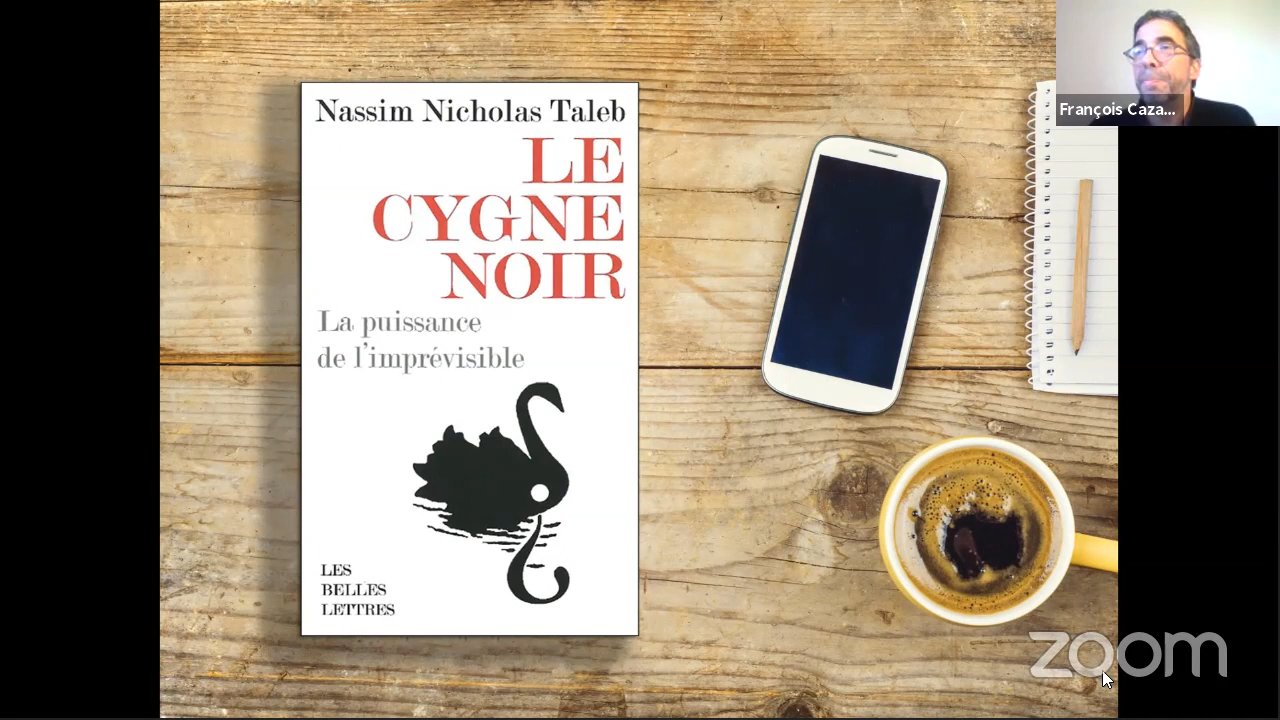 Nassim Nicholas Taleb
LE
CYGNE
NOIR
La puissance
de l'imprévisible
LES
BELLES
LETTRES
François Caza...
zoom